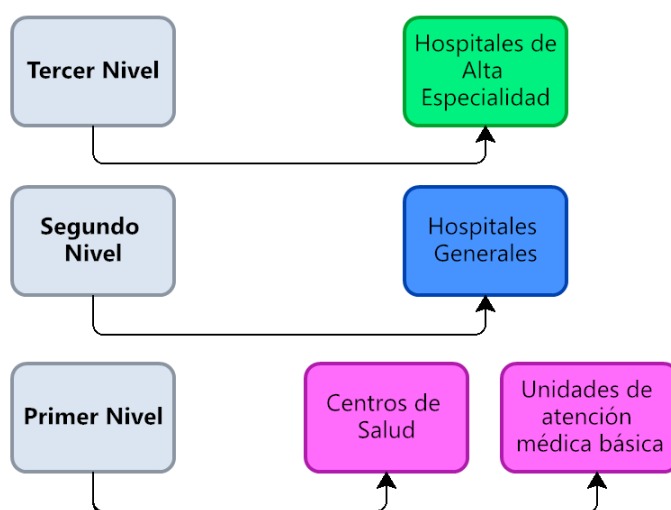 Tercer Nivel
Hospitales de
Alta
Especialidad
Segundo
Nivel
Hospitales
Generales
Primer Nivel
Centros de
Salud
Unidades de
atención
médica básica